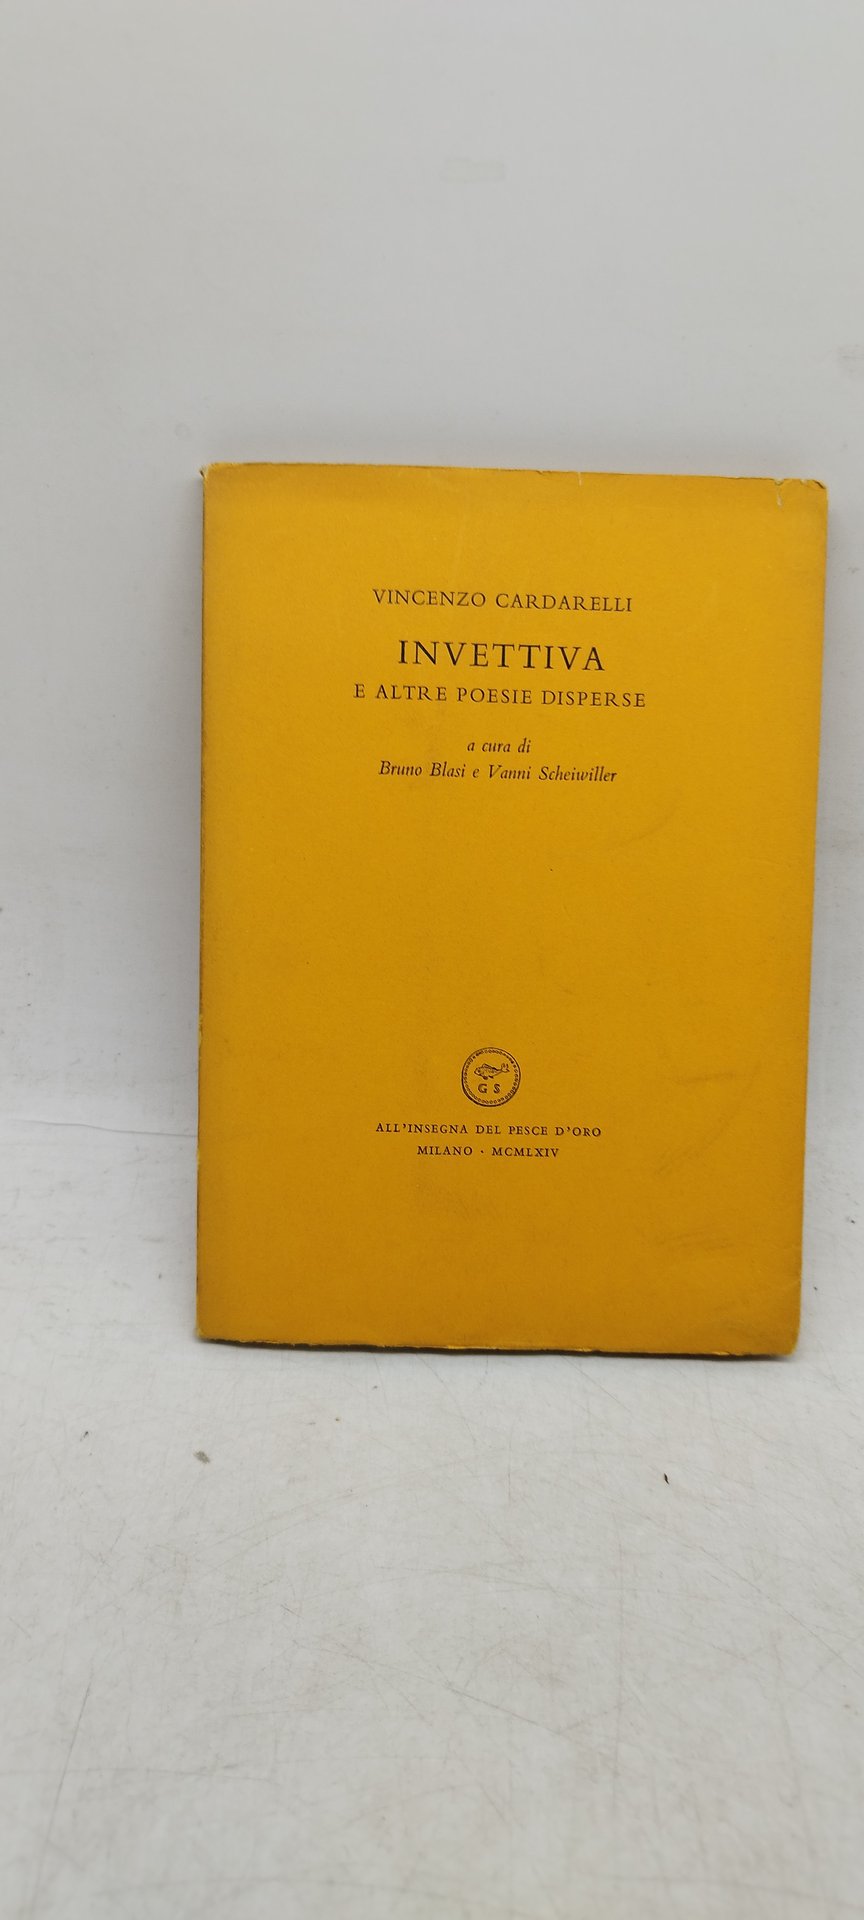 VINCENZO CARDARELLI
INVETTIVA
E ALTRE POESIE DISPERSE
a cura di
Bruno Blasi e Vanni Scheiwiller
G S
ALL'INSEGNA DEL PESCE D'ORO
MILANO · MCMLXIV